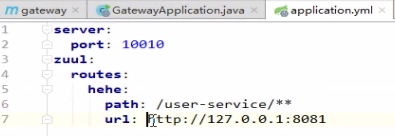 gateway × GatewayApplication.java × application.yml ×
1 server:
2   port: 10010
3 zuul:
4   routes:
5     hehe:
6       path: /user-service/**
7       url: http://127.0.0.1:8081